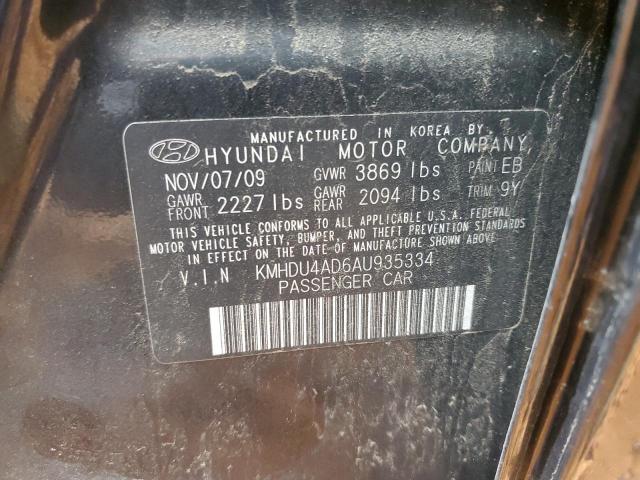 MANUFACTURED IN KOREA BY
HYUNDAI MOTOR COMPANY
NOV/07/09 GVWR 3869 lbs PAINT EB
GAWR FRONT 2227 lbs GAWR REAR 2094 lbs TRIM 9Y
THIS VEHICLE CONFORMS TO ALL APPLICABLE U.S.A. FEDERAL
MOTOR VEHICLE SAFETY, BUMPER, AND THEFT PREVENTION STANDARDS
IN EFFECT ON THE DATE OF MANUFACTURE SHOWN ABOVE.
V.I.N KMHDU4AD6AU935334
PASSENGER CAR